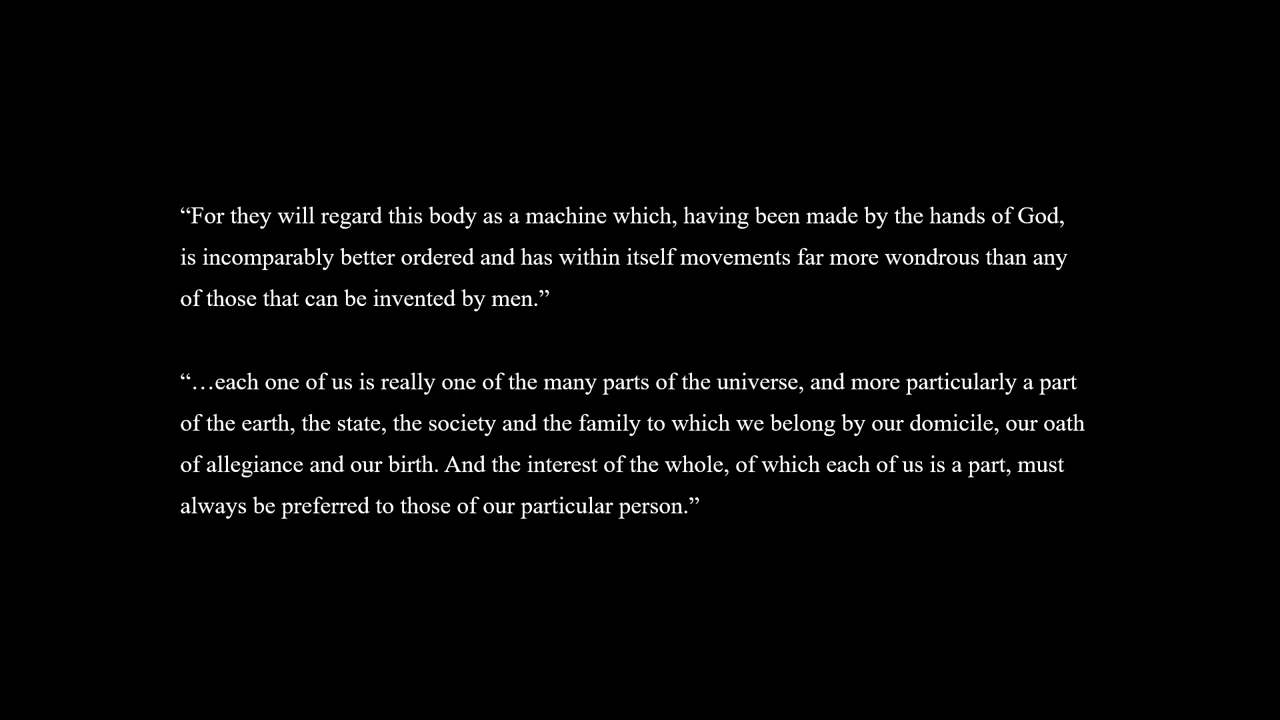 “For they will regard this body as a machine which, having been made by the hands of God,
is incomparably better ordered and has within itself movements far more wondrous than any
of those that can be invented by men.”
“…each one of us is really one of the many parts of the universe, and more particularly a part
of the earth, the state, the society and the family to which we belong by our domicile, our oath
of allegiance and our birth. And the interest of the whole, of which each of us is a part, must
always be preferred to those of our particular person.”